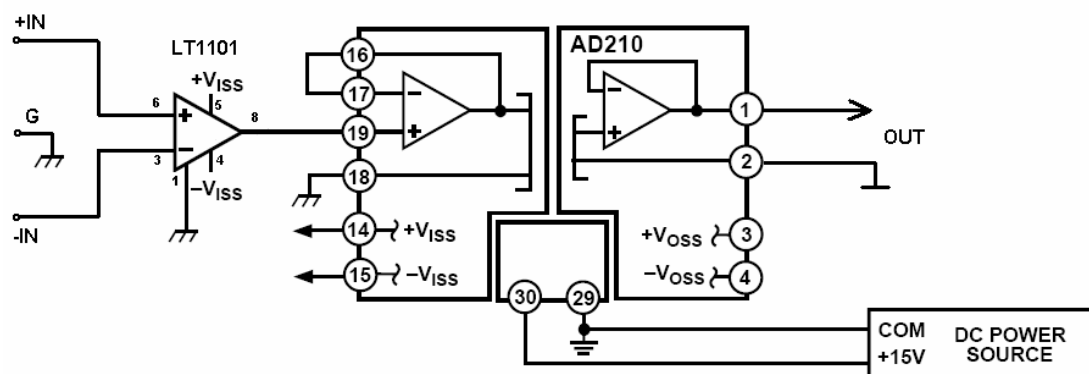 +IN
LT1101
G
-IN
+VISS
6
5
+
8
3
−
4
1
−VISS
16
17
−
19
+
18
14
+VISS
15
−VISS
AD210
−
+
1
OUT
2
+VOSS
3
−VOSS
4
30
29
COM
+15V
DC POWER
SOURCE